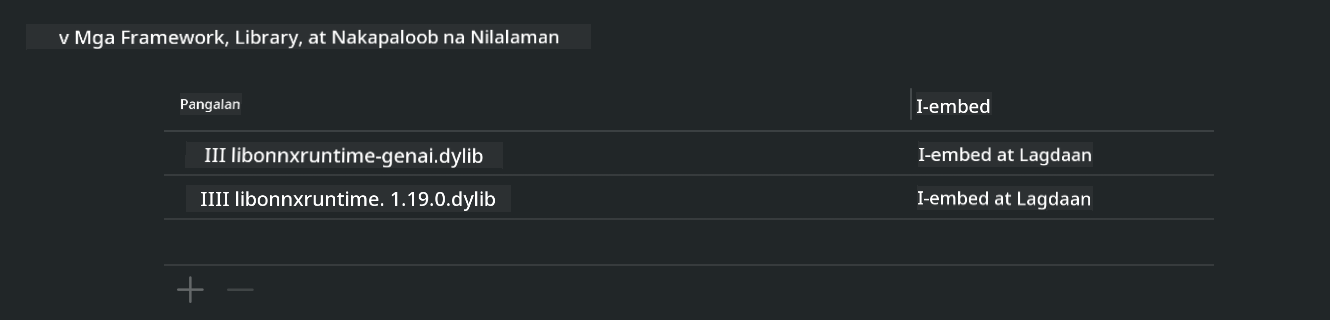 v Mga Framework, Library, at Nakapaloob na Nilalaman
Pangalan I-embed
III libonnxruntime-genai.dylib I-embed at Lagdaan
IIII libonnxruntime. 1.19.0.dylib I-embed at Lagdaan